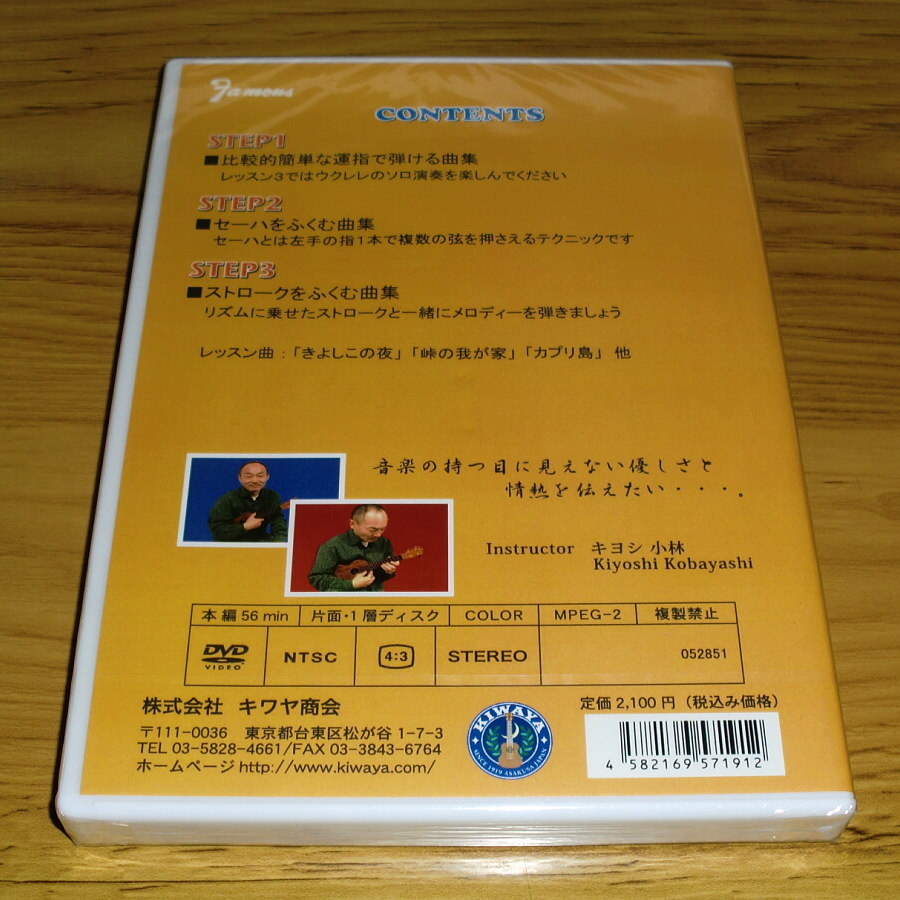 Famous
CONTENTS
STEP1
■比較的簡単な運指で弾ける曲集
レッスン3ではウクレレのソロ演奏を楽しんでください
STEP2
■セーハをふくむ曲集
セーハとは左手の指1本で複数の弦を押さえるテクニックです
STEP3
■ストロークをふくむ曲集
リズムに乗せたストロークと一緒にメロディーを弾きましょう
レッスン曲:「きよしこの夜」「峠の我が家」「カプリ島」 他
音楽の持つ目に見えない優しさと
情熱を伝えたい・・・。
Instructor キヨシ 小林
Kiyoshi Kobayashi
本編 56 min 片面・1層ディスク COLOR MPEG-2 複製禁止
DVD VIDEO NTSC 4:3 STEREO 052851
株式会社 キワヤ商会
〒111-0036 東京都台東区松が谷 1-7-3
TEL 03-5828-4661/FAX 03-3843-6764
ホームページ http://www.kiwaya.com/
KIWAYA
SINCE 1919 ASAKUSA JAPAN
定価 2,100 円(税込み価格)
4 582169 571912